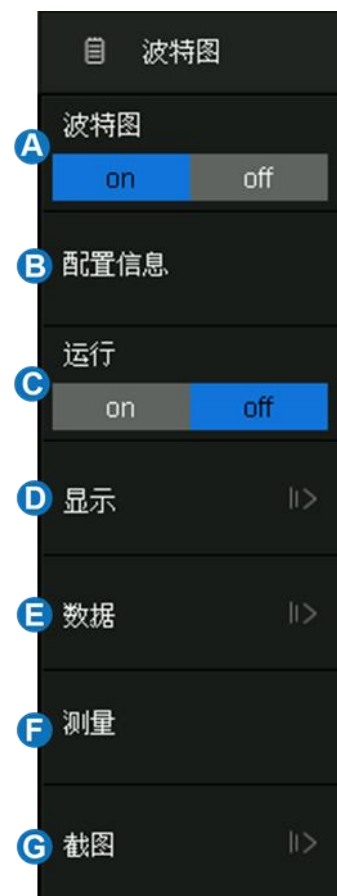 波特图
A 波特图
on off
B 配置信息
C 运行
on off
D 显示
E 数据
F 测量
G 截图